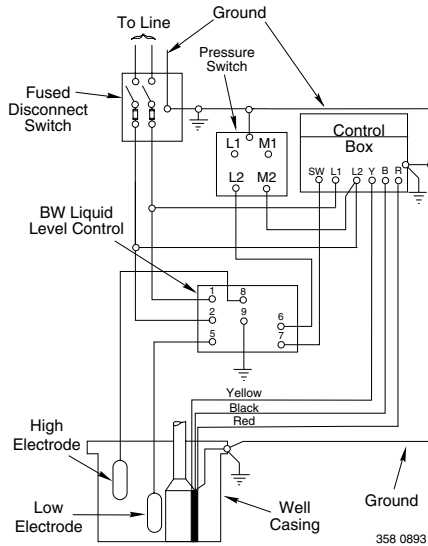 To Line
Ground
Pressure
Switch
Fused
Disconnect
Switch
L1 M1
L2 M2
Control
Box
SW L1 L2 Y B R
BW Liquid
Level Control
1 8
2 9 6
5 7
Yellow
Black
Red
High
Electrode
Low
Electrode
Well
Casing
Ground
358 0893